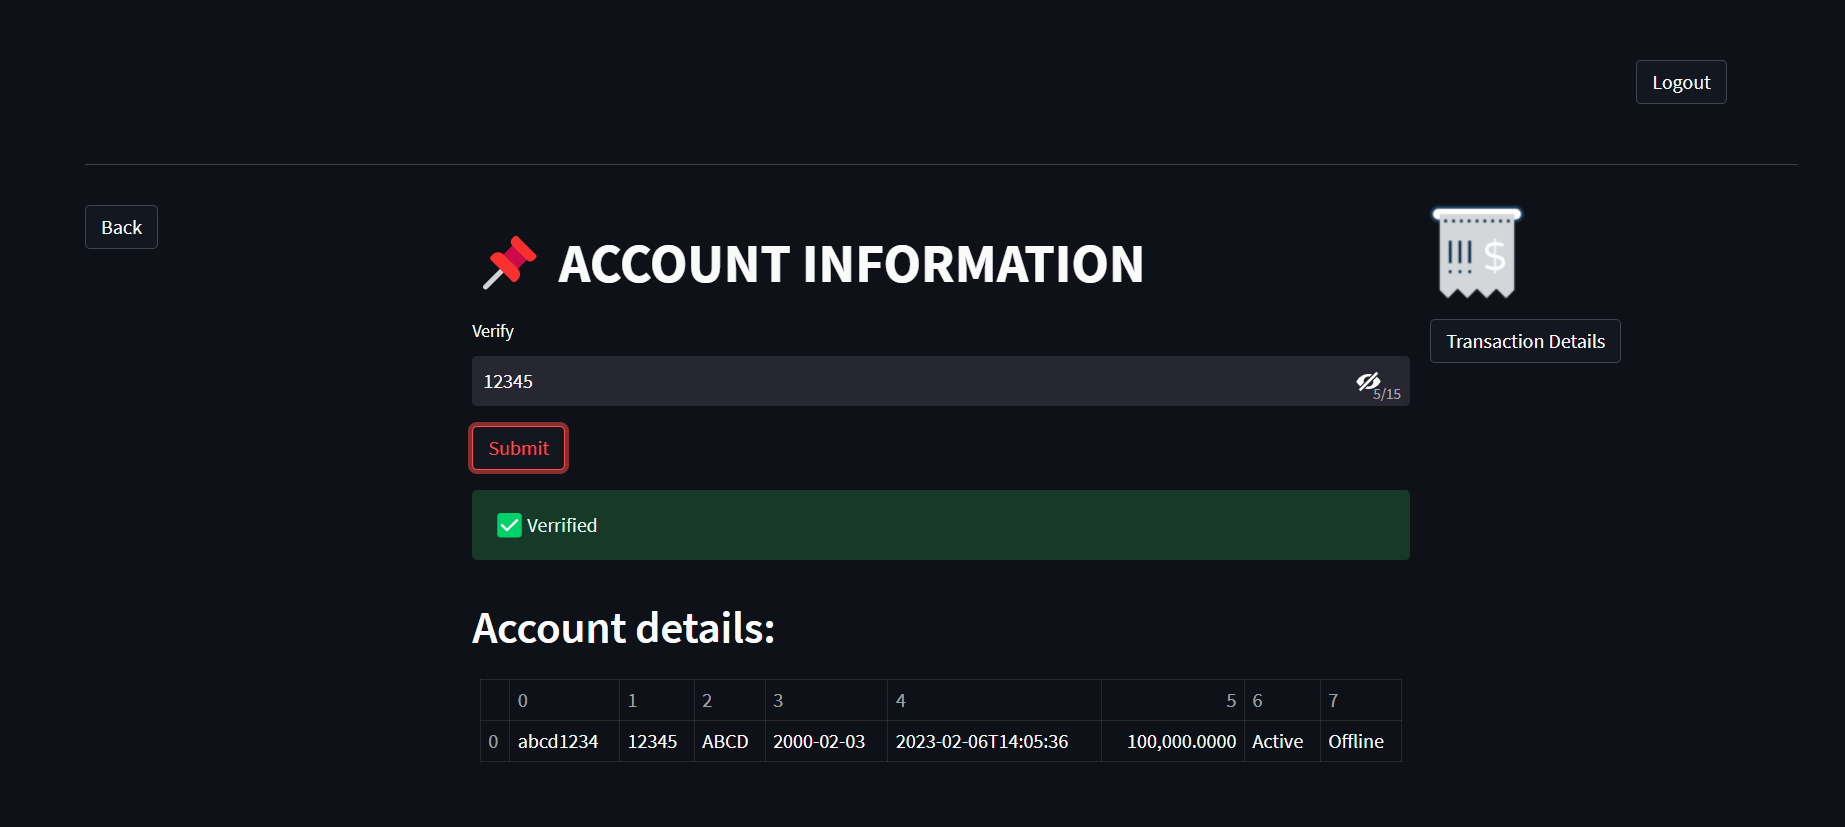 Logout
Back
ACCOUNT INFORMATION
!!! $
Transaction Details
Verify
12345
5/15
Submit
Verrified
Account details:
0 1 2 3 4 5 6 7
0 abcd1234 12345 ABCD 2000-02-03 2023-02-06T14:05:36 100,000.0000 Active Offline